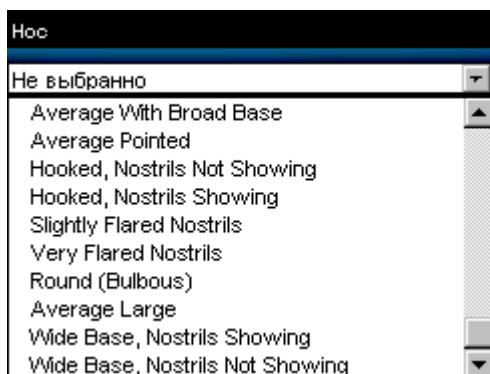 Нос
Не выбранно
Average With Broad Base
Average Pointed
Hooked, Nostrils Not Showing
Hooked, Nostrils Showing
Slightly Flared Nostrils
Very Flared Nostrils
Round (Bulbous)
Average Large
Wide Base, Nostrils Showing
Wide Base, Nostrils Not Showing